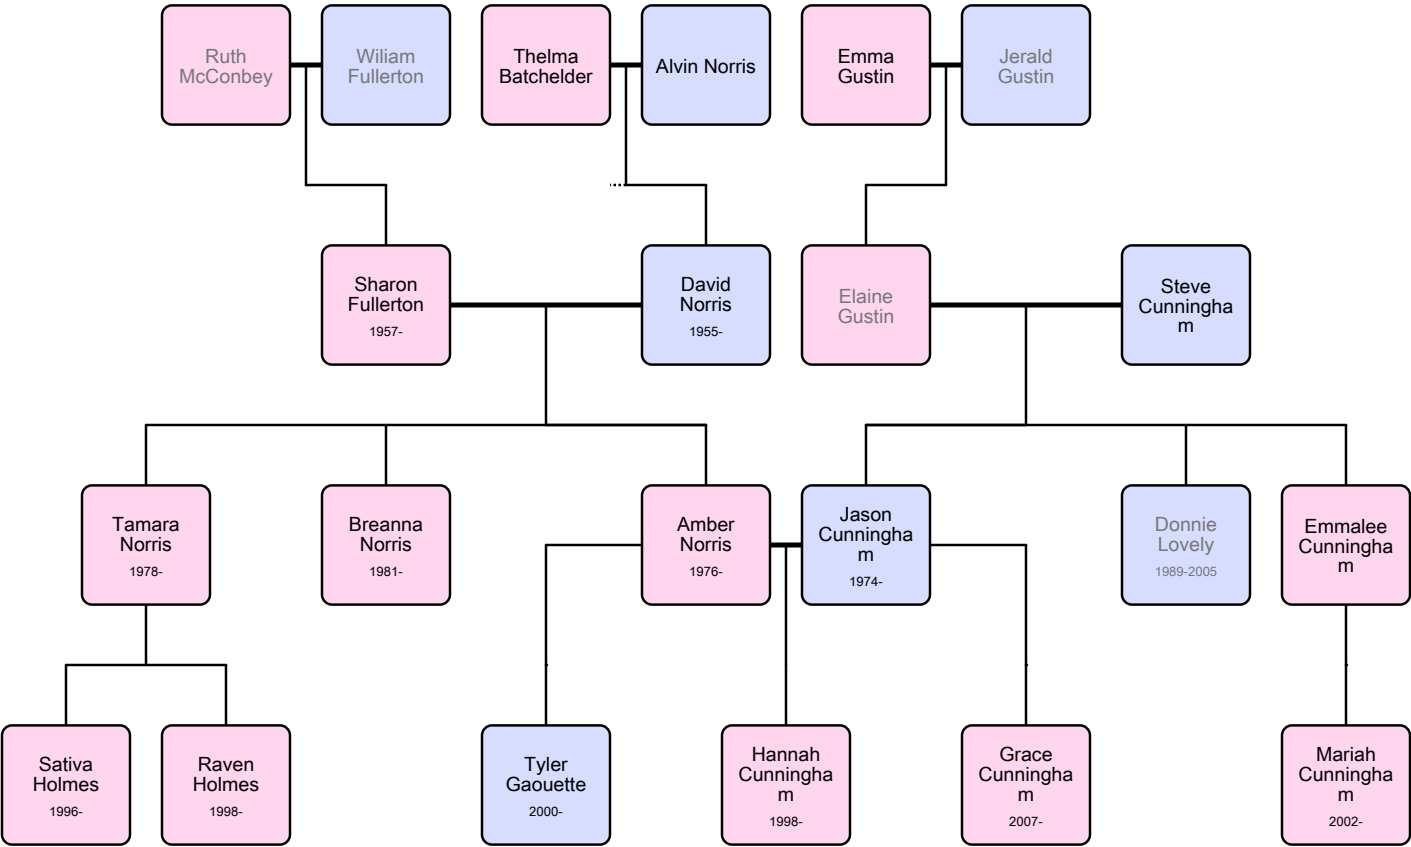 Ruth
McConbey
Wiliam
Fullerton
Thelma
Batchelder
Alvin Norris
Emma
Gustin
Jerald
Gustin
Sharon
Fullerton
1957-
David
Norris
1955-
Elaine
Gustin
Steve
Cunningha
m
Tamara
Norris
1978-
Breanna
Norris
1981-
Amber
Norris
1976-
Jason
Cunningha
m
1974-
Donnie
Lovely
1989-2005
Emmalee
Cunningha
m
Sativa
Holmes
1996-
Raven
Holmes
1998-
Tyler
Gaouette
2000-
Hannah
Cunningha
m
1998-
Grace
Cunningha
m
2007-
Mariah
Cunningha
m
2002-